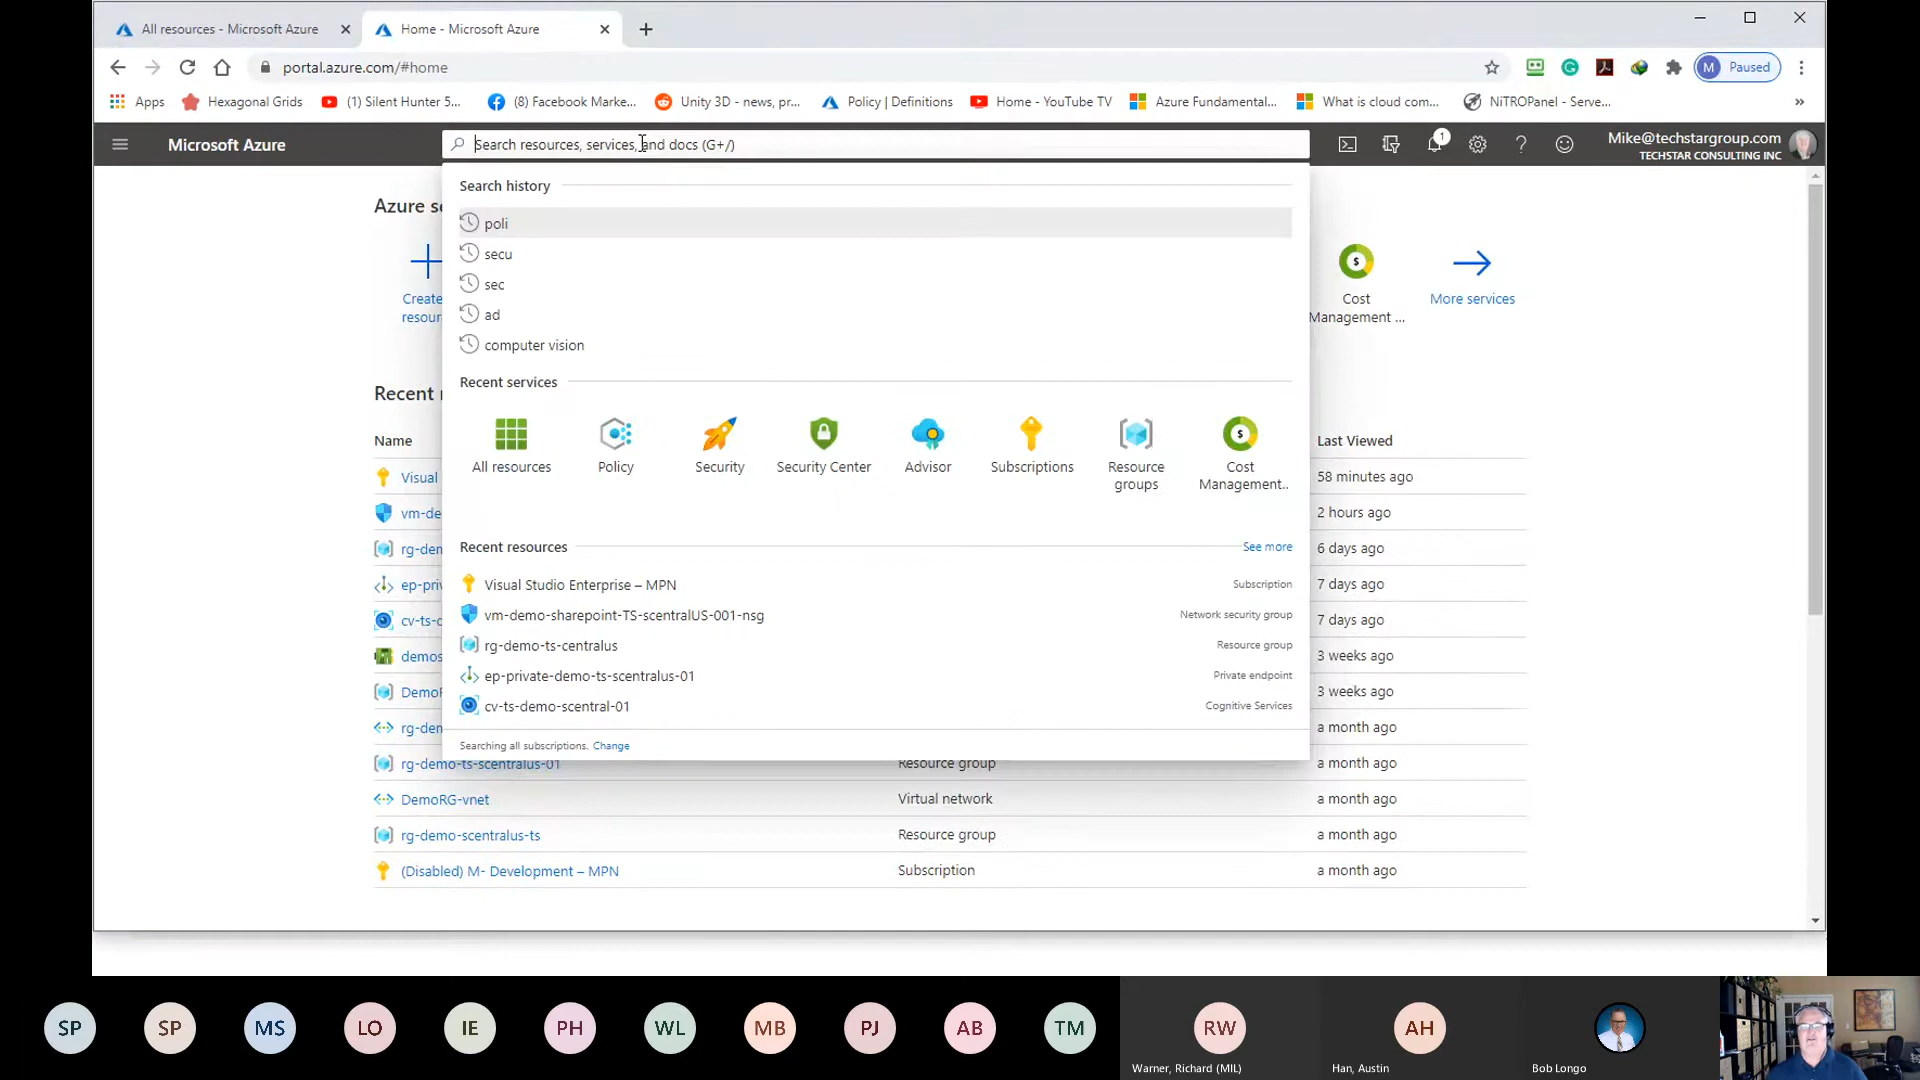 All resources - Microsoft Azure
Home - Microsoft Azure
portal.azure.com/#home
M Paused
Apps
Hexagonal Grids
(1) Silent Hunter 5...
(8) Facebook Marke...
Unity 3D - news, pr...
Policy | Definitions
Home - YouTube TV
Azure Fundamental...
What is cloud com...
NiTROPanel - Serve...
»
Microsoft Azure
Search resources, services, and docs (G+/)
1
Mike@techstargroup.com
TECHSTAR CONSULTING INC
Azure se
Search history
poli
secu
sec
ad
computer vision
Create
resour
Cost
Management ...
More services
Recent services
All resources
Policy
Security
Security Center
Advisor
Subscriptions
Resource
groups
Cost
Management..
Recent r
Name
Last Viewed
Visual
58 minutes ago
vm-de
2 hours ago
rg-den
6 days ago
ep-priv
7 days ago
cv-ts-c
7 days ago
demos
3 weeks ago
DemoR
3 weeks ago
rg-den
a month ago
Recent resources
See more
Visual Studio Enterprise – MPN
Subscription
vm-demo-sharepoint-TS-scentralUS-001-nsg
Network security group
rg-demo-ts-centralus
Resource group
ep-private-demo-ts-scentralus-01
Private endpoint
cv-ts-demo-scentral-01
Cognitive Services
Searching all subscriptions. Change
rg-demo-ts-scentralus-01
Resource group
a month ago
DemoRG-vnet
Virtual network
a month ago
rg-demo-scentralus-ts
Resource group
a month ago
(Disabled) M- Development – MPN
Subscription
a month ago
SP
SP
MS
LO
IE
PH
WL
MB
PJ
AB
TM
RW
Warner, Richard (MIL)
AH
Han, Austin
Bob Longo